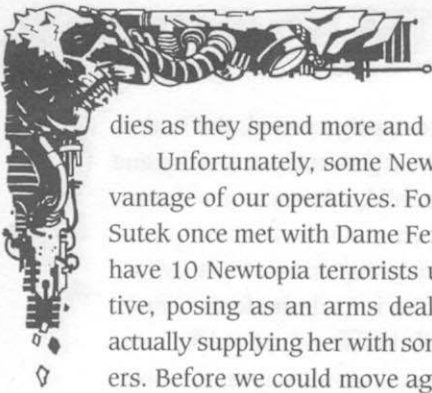 dies as they spend more and
Unfortunately, some New
vantage of our operatives. Fo
Sutek once met with Dame Fe
have 10 Newtopia terrorists u
tive, posing as an arms deal
actually supplying her with son
ers. Before we could move ag